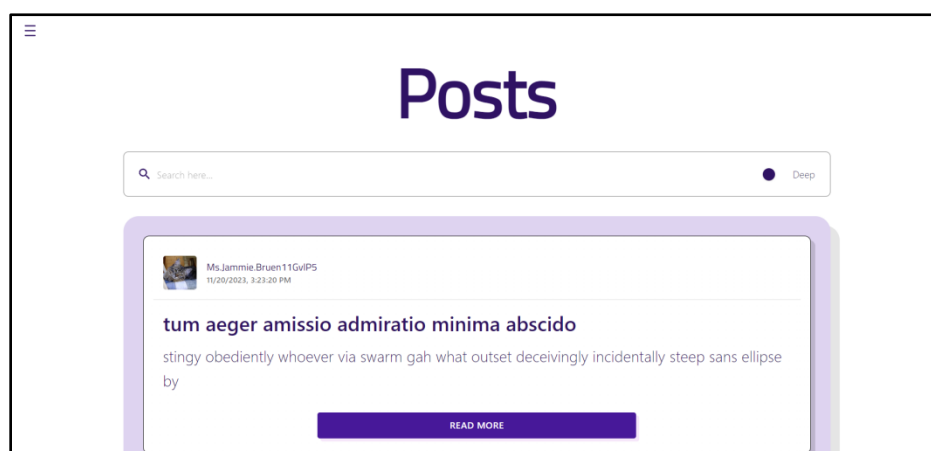 Posts
Search here...
Deep
Ms.Jammie.Bruen11GvlP5
11/20/2023, 3:23:20 PM
tum aeger amissio admiratio minima abscido
stingy obediently whoever via swarm gah what outset deceivingly incidentally steep sans ellipse
by
READ MORE